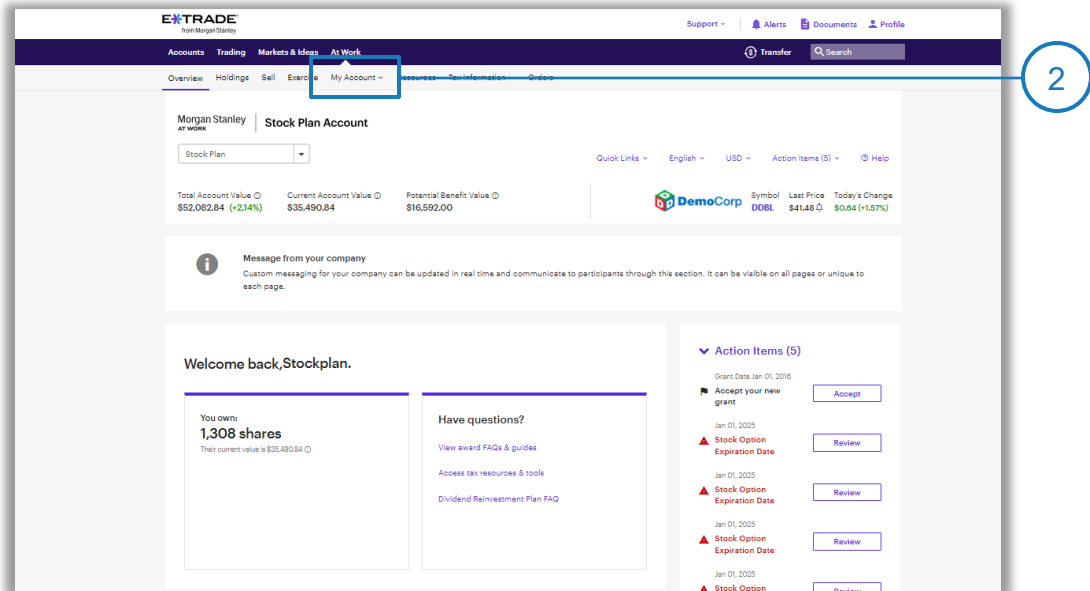 E*TRADE
from Morgan Stanley
Support
Alerts
Documents
Profile
Accounts Trading Markets & Ideas At Work
Transfer
Search
Overview Holdings Sell Exercise My Account Resources Tax Information Orders
2
Morgan Stanley
AT WORK
Stock Plan Account
Stock Plan
Quick Links English USD Action Items (5) Help
Total Account Value Current Account Value Potential Benefit Value
$52,082.84 (+2.14%) $35,490.84 $16,592.00
DemoCorp
Symbol Last Price Today's Change
DDBL $41.48 $0.64 (+1.57%)
Message from your company
Custom messaging for your company can be updated in real time and communicate to participants through this section. It can be visible on all pages or unique to
each page.
Welcome back,Stockplan.
You own:
1,308 shares
Their current value is $35,490.84
Have questions?
View award FAQs & guides
Access tax resources & tools
Dividend Reinvestment Plan FAQ
Action Items (5)
Grant Date Jan 01, 2016
Accept your new
grant
Accept
Jan 01, 2025
Stock Option
Expiration Date
Review
Jan 01, 2025
Stock Option
Expiration Date
Review
Jan 01, 2025
Stock Option
Expiration Date
Review
Jan 01, 2025
Stock Option
Review